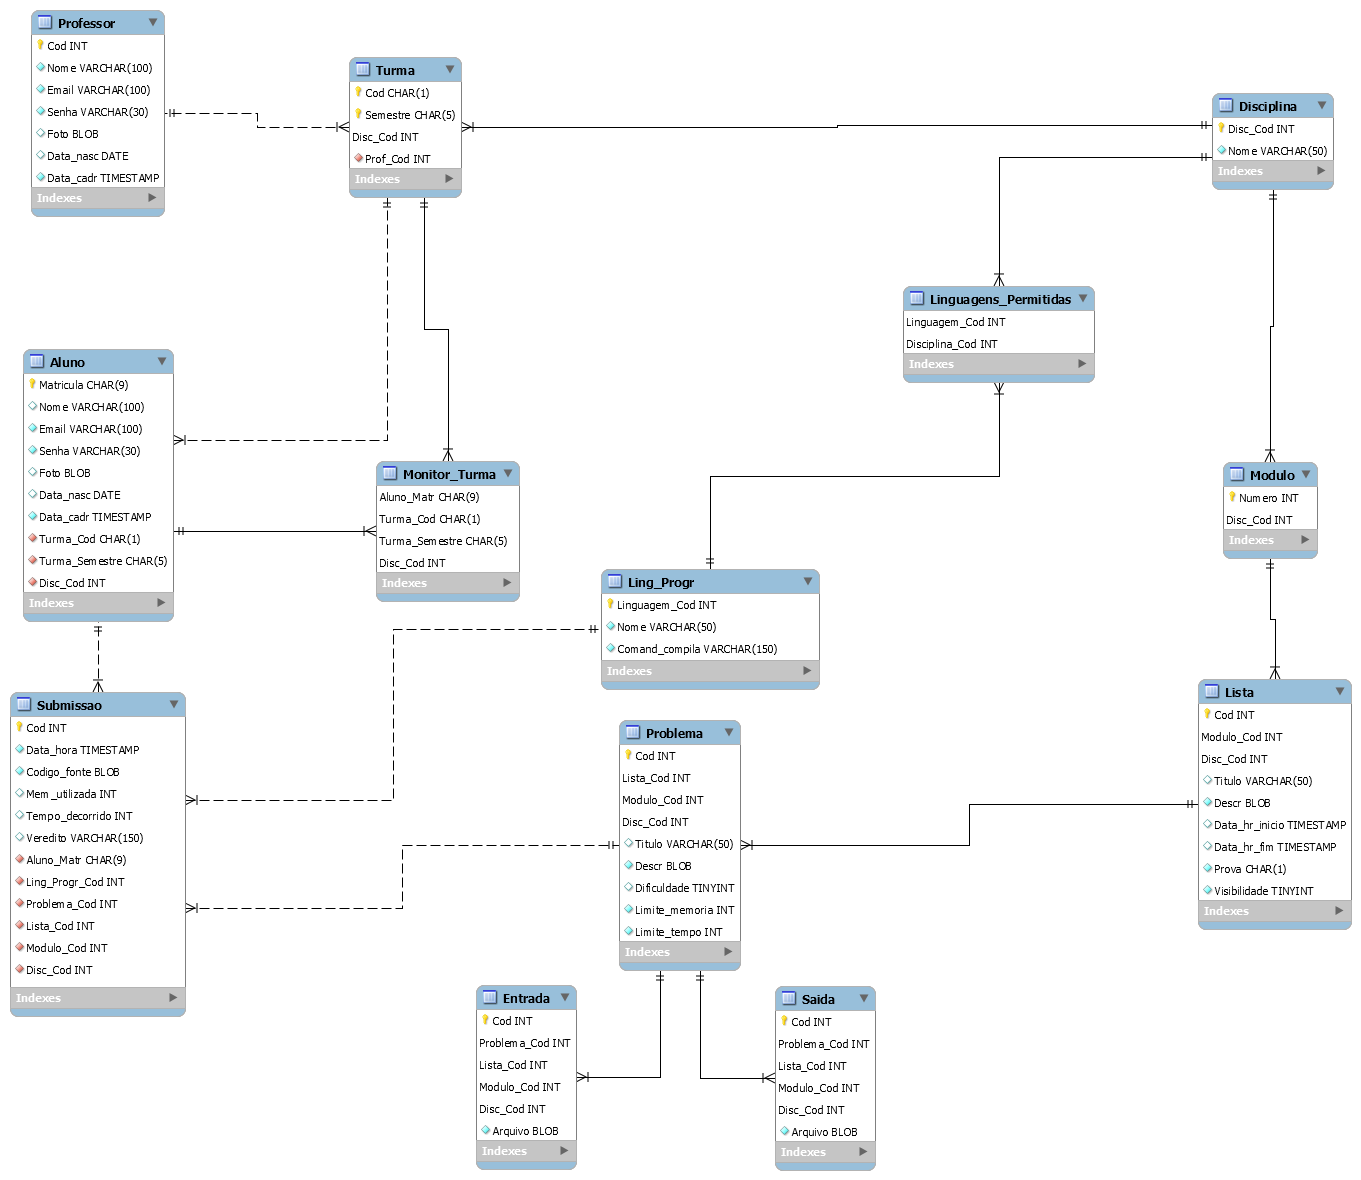 Professor
Cod INT
Nome VARCHAR(100)
Email VARCHAR(100)
Senha VARCHAR(30)
Foto BLOB
Data_nasc DATE
Data_cadr TIMESTAMP
Indexes
Turma
Cod CHAR(1)
Semestre CHAR(5)
Disc_Cod INT
Prof_Cod INT
Indexes
Disciplina
Disc_Cod INT
Nome VARCHAR(50)
Indexes
Linguagens_Permitidas
Linguagem_Cod INT
Disciplina_Cod INT
Indexes
Aluno
Matricula CHAR(9)
Nome VARCHAR(100)
Email VARCHAR(100)
Senha VARCHAR(30)
Foto BLOB
Data_nasc DATE
Data_cadr TIMESTAMP
Turma_Cod CHAR(1)
Turma_Semestre CHAR(5)
Disc_Cod INT
Indexes
Monitor_Turma
Aluno_Matr CHAR(9)
Turma_Cod CHAR(1)
Turma_Semestre CHAR(5)
Disc_Cod INT
Indexes
Modulo
Numero INT
Disc_Cod INT
Indexes
Ling_Progr
Linguagem_Cod INT
Nome VARCHAR(50)
Comand_compila VARCHAR(150)
Indexes
Submissao
Cod INT
Data_hora TIMESTAMP
Codigo_fonte BLOB
Mem_utilizada INT
Tempo_decorrido INT
Veredito VARCHAR(150)
Aluno_Matr CHAR(9)
Ling_Progr_Cod INT
Problema_Cod INT
Lista_Cod INT
Modulo_Cod INT
Disc_Cod INT
Indexes
Problema
Cod INT
Lista_Cod INT
Modulo_Cod INT
Disc_Cod INT
Titulo VARCHAR(50)
Descr BLOB
Dificuldade TINYINT
Limite_memoria INT
Limite_tempo INT
Indexes
Lista
Cod INT
Modulo_Cod INT
Disc_Cod INT
Titulo VARCHAR(50)
Descr BLOB
Data_hr_inicio TIMESTAMP
Data_hr_fim TIMESTAMP
Prova CHAR(1)
Visibilidade TINYINT
Indexes
Entrada
Cod INT
Problema_Cod INT
Lista_Cod INT
Modulo_Cod INT
Disc_Cod INT
Arquivo BLOB
Indexes
Saida
Cod INT
Problema_Cod INT
Lista_Cod INT
Modulo_Cod INT
Disc_Cod INT
Arquivo BLOB
Indexes